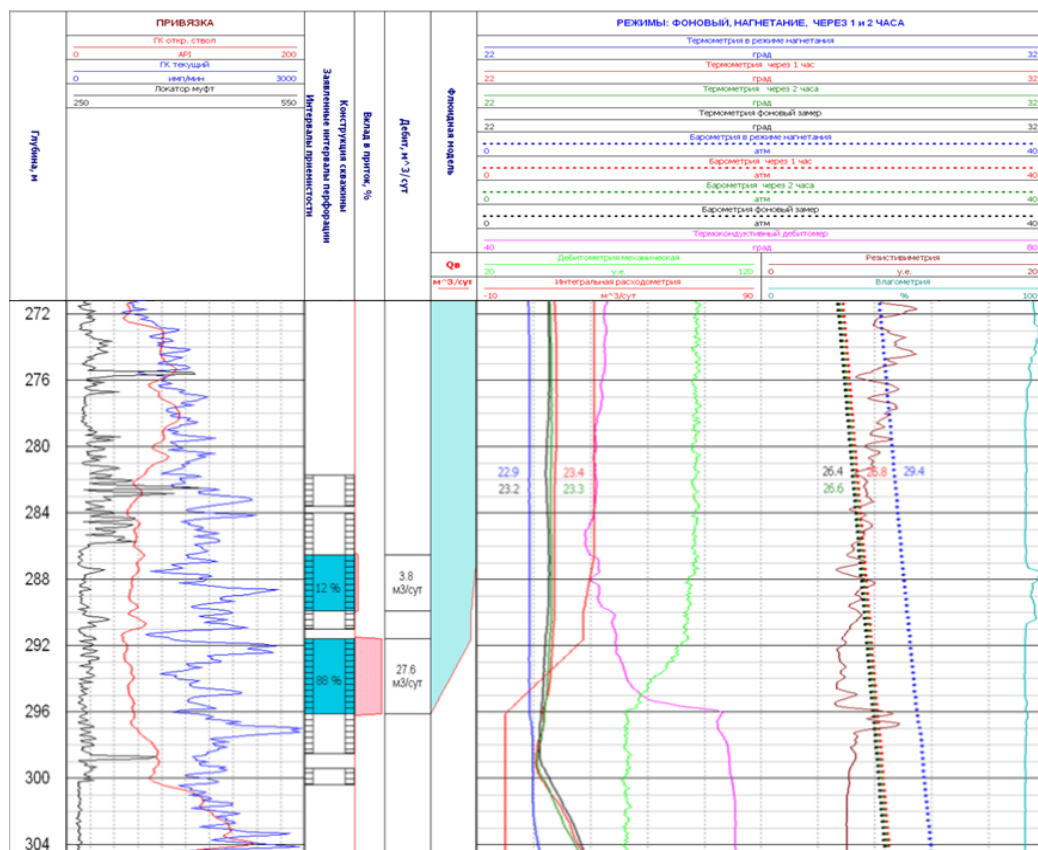 ПРИВЯЗКА
ГК откр. ствол
0 API 200
ГК текущий
0 имп/мин 3000
Локатор муфт
250 550
Глубина, м
Интервалы приемистости
Заявленные интервалы перфорации
Конструкция скважины
Вклад в приток, %
Дебит, м^3/сут
Флюидная модель
Qв
м^3/сут
РЕЖИМЫ: ФОНОВЫЙ, НАГНЕТАНИЕ, ЧЕРЕЗ 1 и 2 ЧАСА
Термометрия в режиме нагнетания
22 град 32
Термометрия через 1 час
22 град 32
Термометрия через 2 часа
22 град 32
Термометрия фоновый замер
22 град 32
Барометрия в режиме нагнетания
0 атм 40
Барометрия через 1 час
0 атм 40
Барометрия через 2 часа
0 атм 40
Барометрия фоновый замер
0 атм 40
Термокондуктивный дебитомер
40 град 80
Дебитометрия механическая
20 у.е. 120
Интегральная расходометрия
-10 м^3/сут 90
Резистивиметрия
0 у.е. 20
Влагометрия
0 % 100
272
276
280
22.9 23.4 26.4 26.8 29.4
23.2 23.3 26.6
284
288
12 %
3.8
м3/сут
292
88 %
27.6
м3/сут
296
300
304